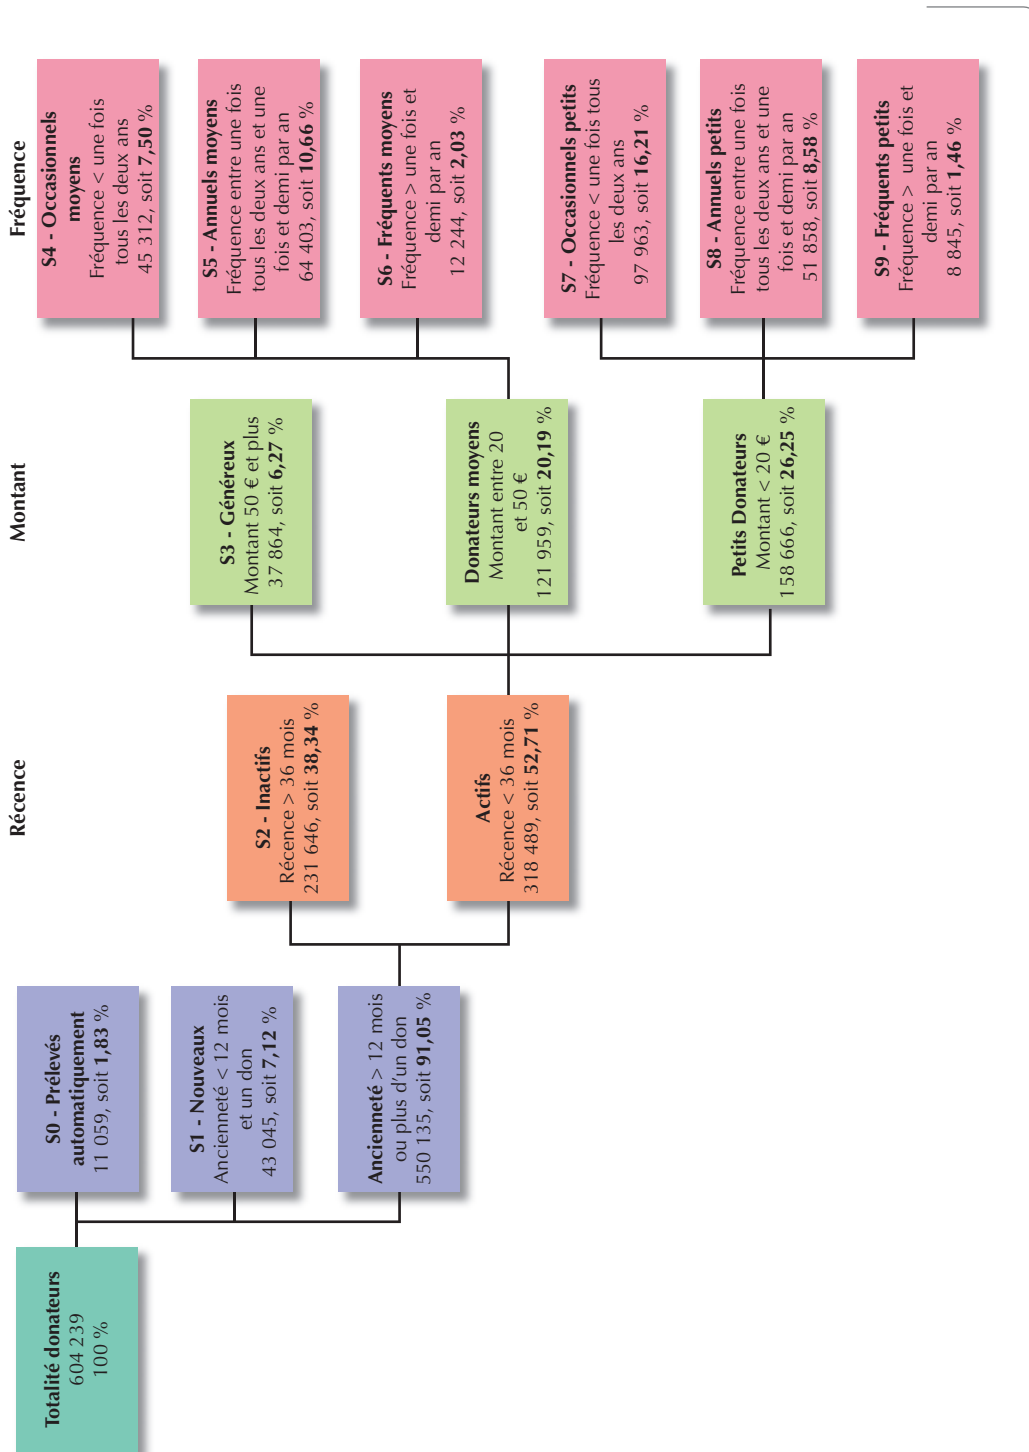 Récence
Montant
Fréquence
Totalité donateurs
604 239
100 %
S0 - Prélevés
automatiquement
11 059, soit 1,83 %
S1 - Nouveaux
Ancienneté < 12 mois
et un don
43 045, soit 7,12 %
Ancienneté > 12 mois
ou plus d’un don
550 135, soit 91,05 %
S2 - Inactifs
Récence > 36 mois
231 646, soit 38,34 %
Actifs
Récence < 36 mois
318 489, soit 52,71 %
S3 - Généreux
Montant 50 € et plus
37 864, soit 6,27 %
Donateurs moyens
Montant entre 20
et 50 €
121 959, soit 20,19 %
Petits Donateurs
Montant < 20 €
158 666, soit 26,25 %
S4 - Occasionnels
moyens
Fréquence < une fois
tous les deux ans
45 312, soit 7,50 %
S5 - Annuels moyens
Fréquence entre une fois
tous les deux ans et une
fois et demi par an
64 403, soit 10,66 %
S6 - Fréquents moyens
Fréquence > une fois et
demi par an
12 244, soit 2,03 %
S7 - Occasionnels petits
Fréquence < une fois tous
les deux ans
97 963, soit 16,21 %
S8 - Annuels petits
Fréquence entre une fois
tous les deux ans et une
fois et demi par an
51 858, soit 8,58 %
S9 - Fréquents petits
Fréquence > une fois et
demi par an
8 845, soit 1,46 %